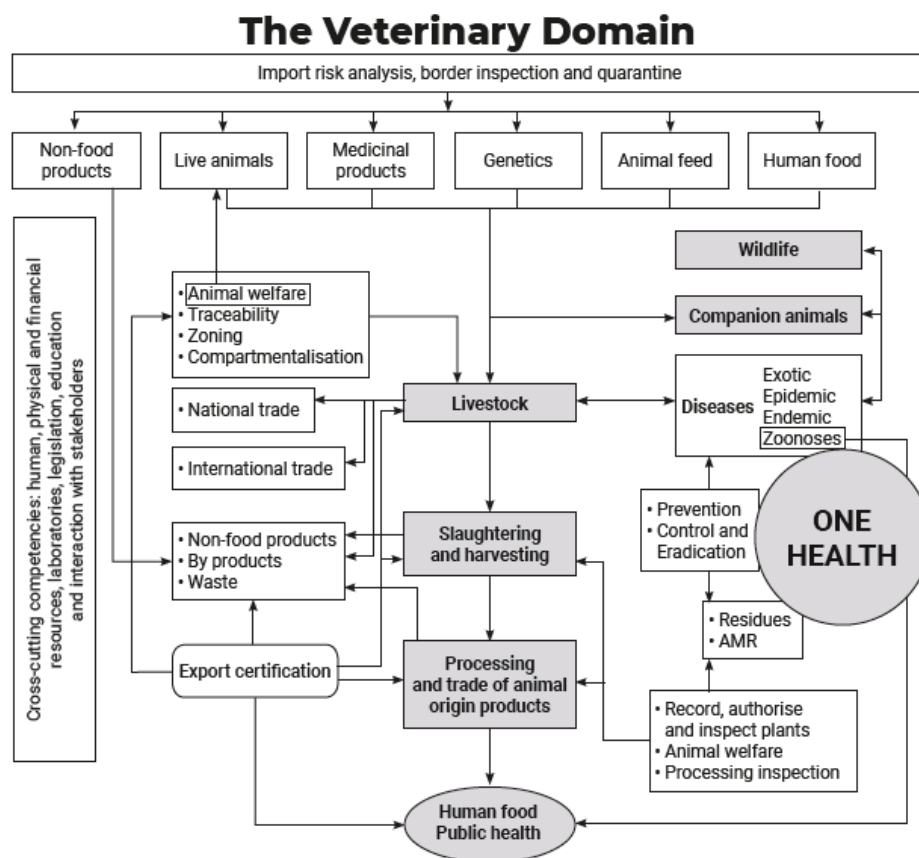 The Veterinary Domain
Import risk analysis, border inspection and quarantine
Non-food
products
Live animals
Medicinal
products
Genetics
Animal feed
Human food
Cross-cutting competencies: human, physical and financial
resources, laboratories, legislation, education
and interaction with stakeholders
Wildlife
• Animal welfare
• Traceability
• Zoning
• Compartmentalisation
Companion animals
• National trade
Livestock
Diseases
Exotic
Epidemic
Endemic
Zoonoses
• International trade
• Prevention
• Control and
Eradication
ONE
HEALTH
• Non-food products
• By products
• Waste
Slaughtering
and harvesting
• Residues
• AMR
Export certification
Processing
and trade of animal
origin products
• Record, authorise
and inspect plants
• Animal welfare
• Processing inspection
Human food
Public health